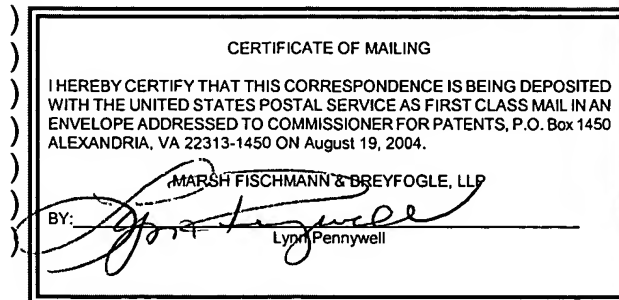 CERTIFICATE OF MAILING
I HEREBY CERTIFY THAT THIS CORRESPONDENCE IS BEING DEPOSITED
WITH THE UNITED STATES POSTAL SERVICE AS FIRST CLASS MAIL IN AN
ENVELOPE ADDRESSED TO COMMISSIONER FOR PATENTS, P.O. Box 1450
ALEXANDRIA, VA 22313-1450 ON August 19, 2004.
MARSH FISCHMANN & BREYFOGLE, LLP
BY: Lynn Pennywell
Lynn Pennywell